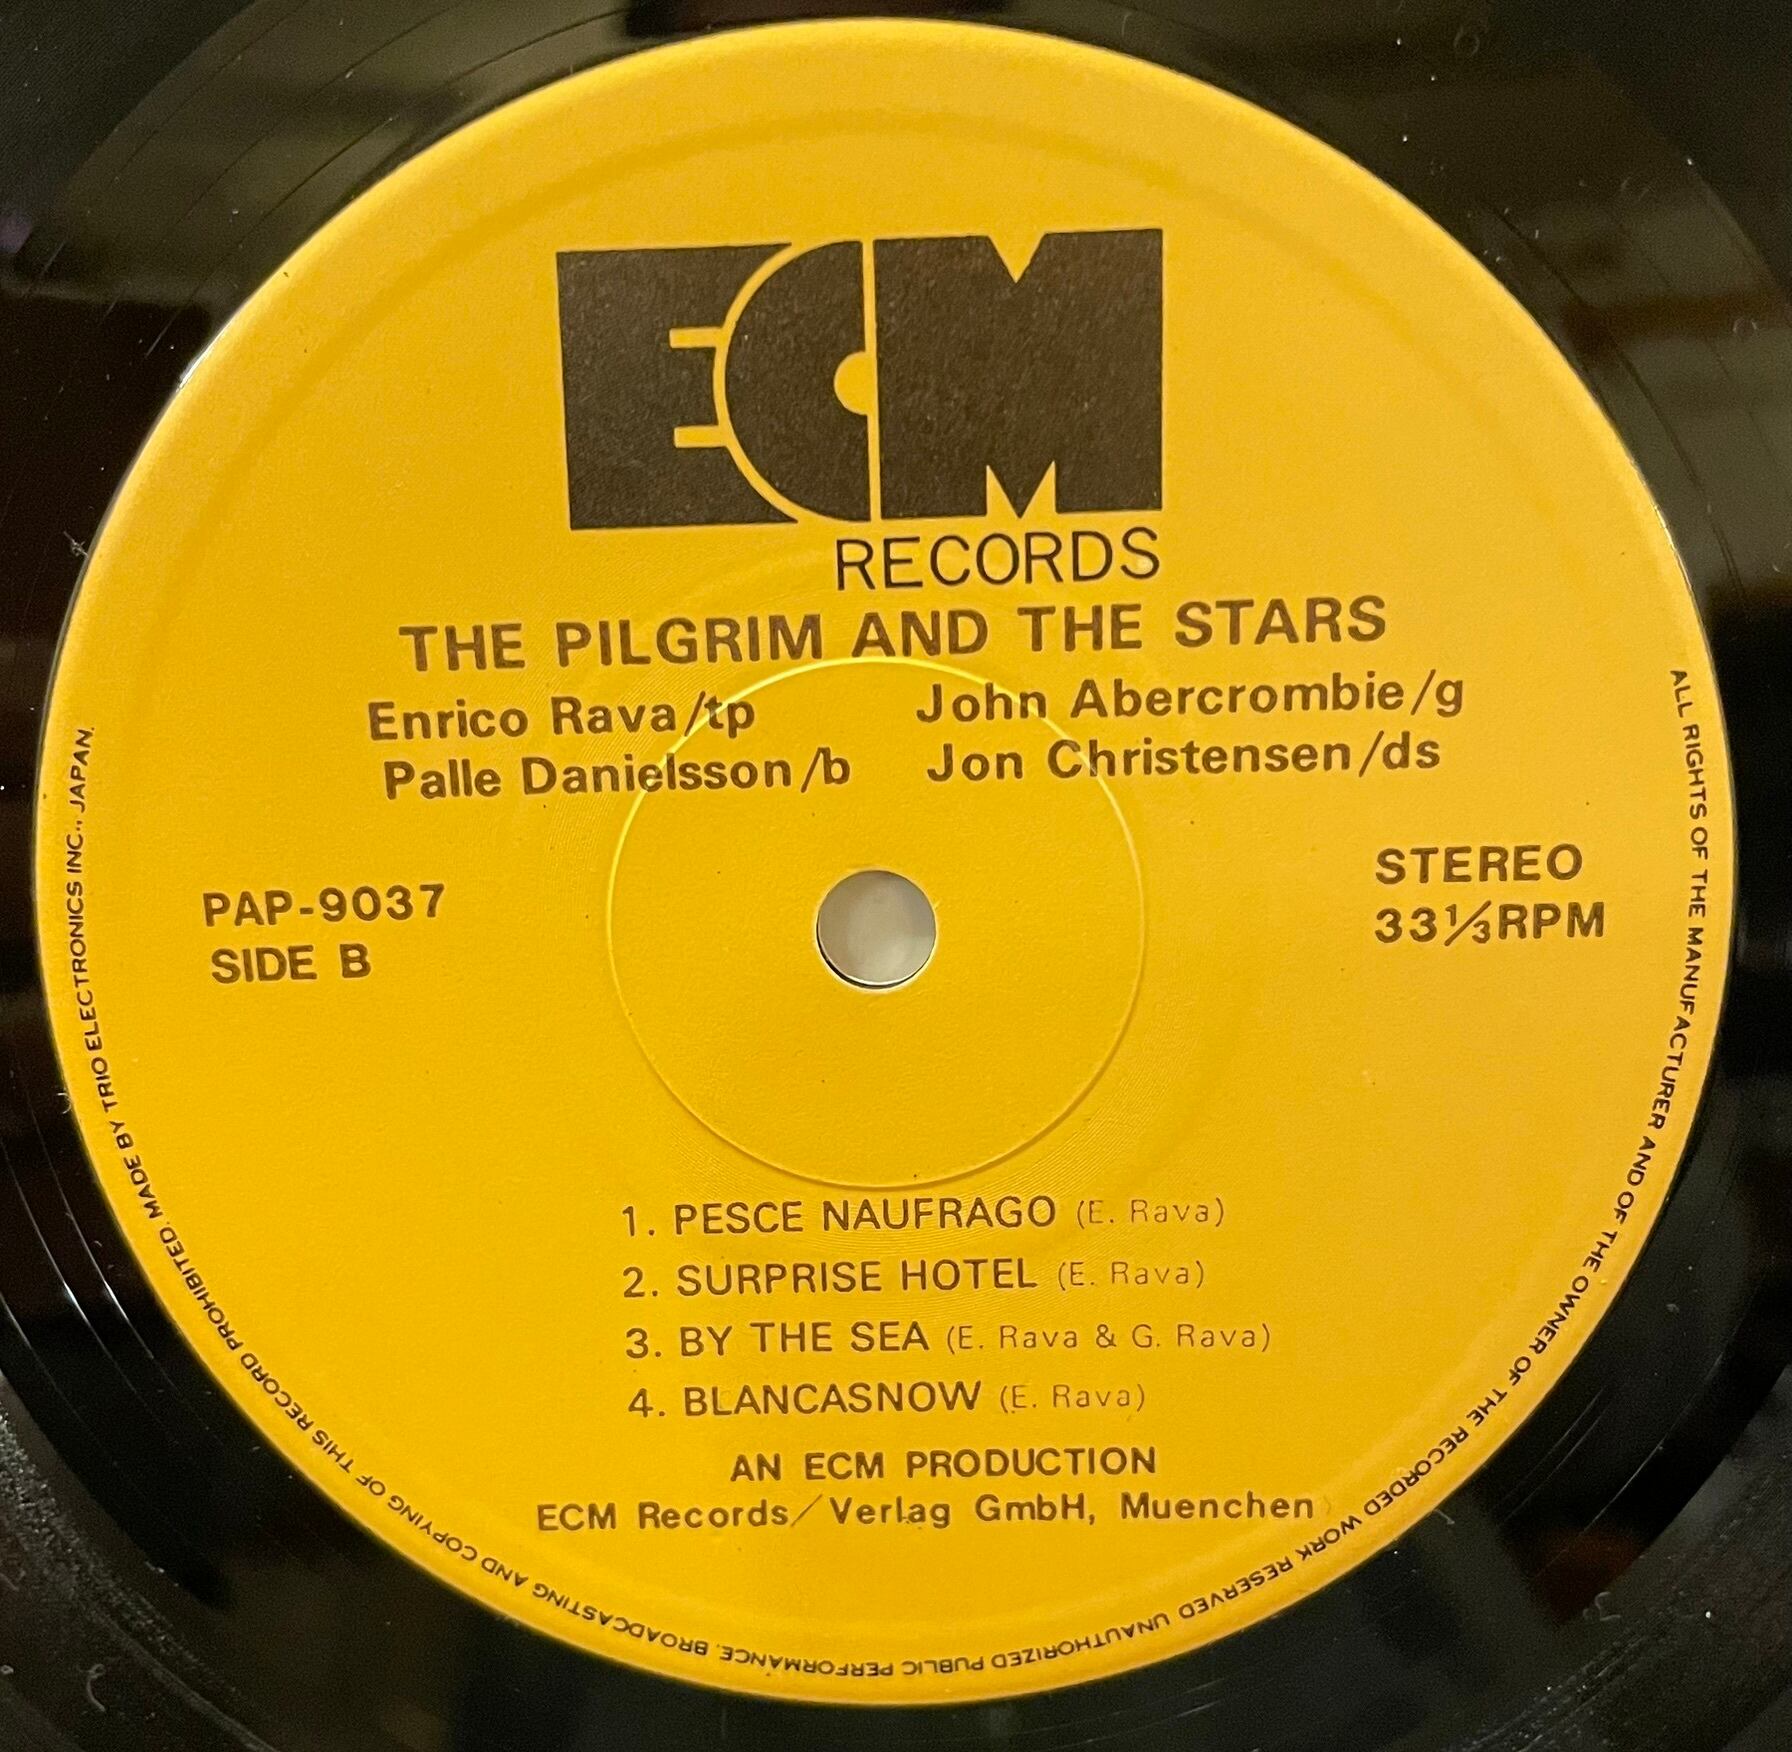 ECM
RECORDS
THE PILGRIM AND THE STARS
Enrico Rava/tp John Abercrombie/g
Palle Danielsson/b Jon Christensen/ds
PAP-9037
SIDE B
STEREO
33⅓RPM
1. PESCE NAUFRAGO (E. Rava)
2. SURPRISE HOTEL (E. Rava)
3. BY THE SEA (E. Rava & G. Rava)
4. BLANCASNOW (E. Rava)
AN ECM PRODUCTION
ECM Records/Verlag GmbH, Muenchen
ALL RIGHTS OF THE MANUFACTURER AND OF THE OWNER OF THE RECORDED WORK RESERVED UNAUTHORIZED PUBLIC PERFORMANCE. BROADCASTING AND COPYING OF THIS RECORD PROHIBITED. MADE BY TRIO ELECTRONICS INC., JAPAN.